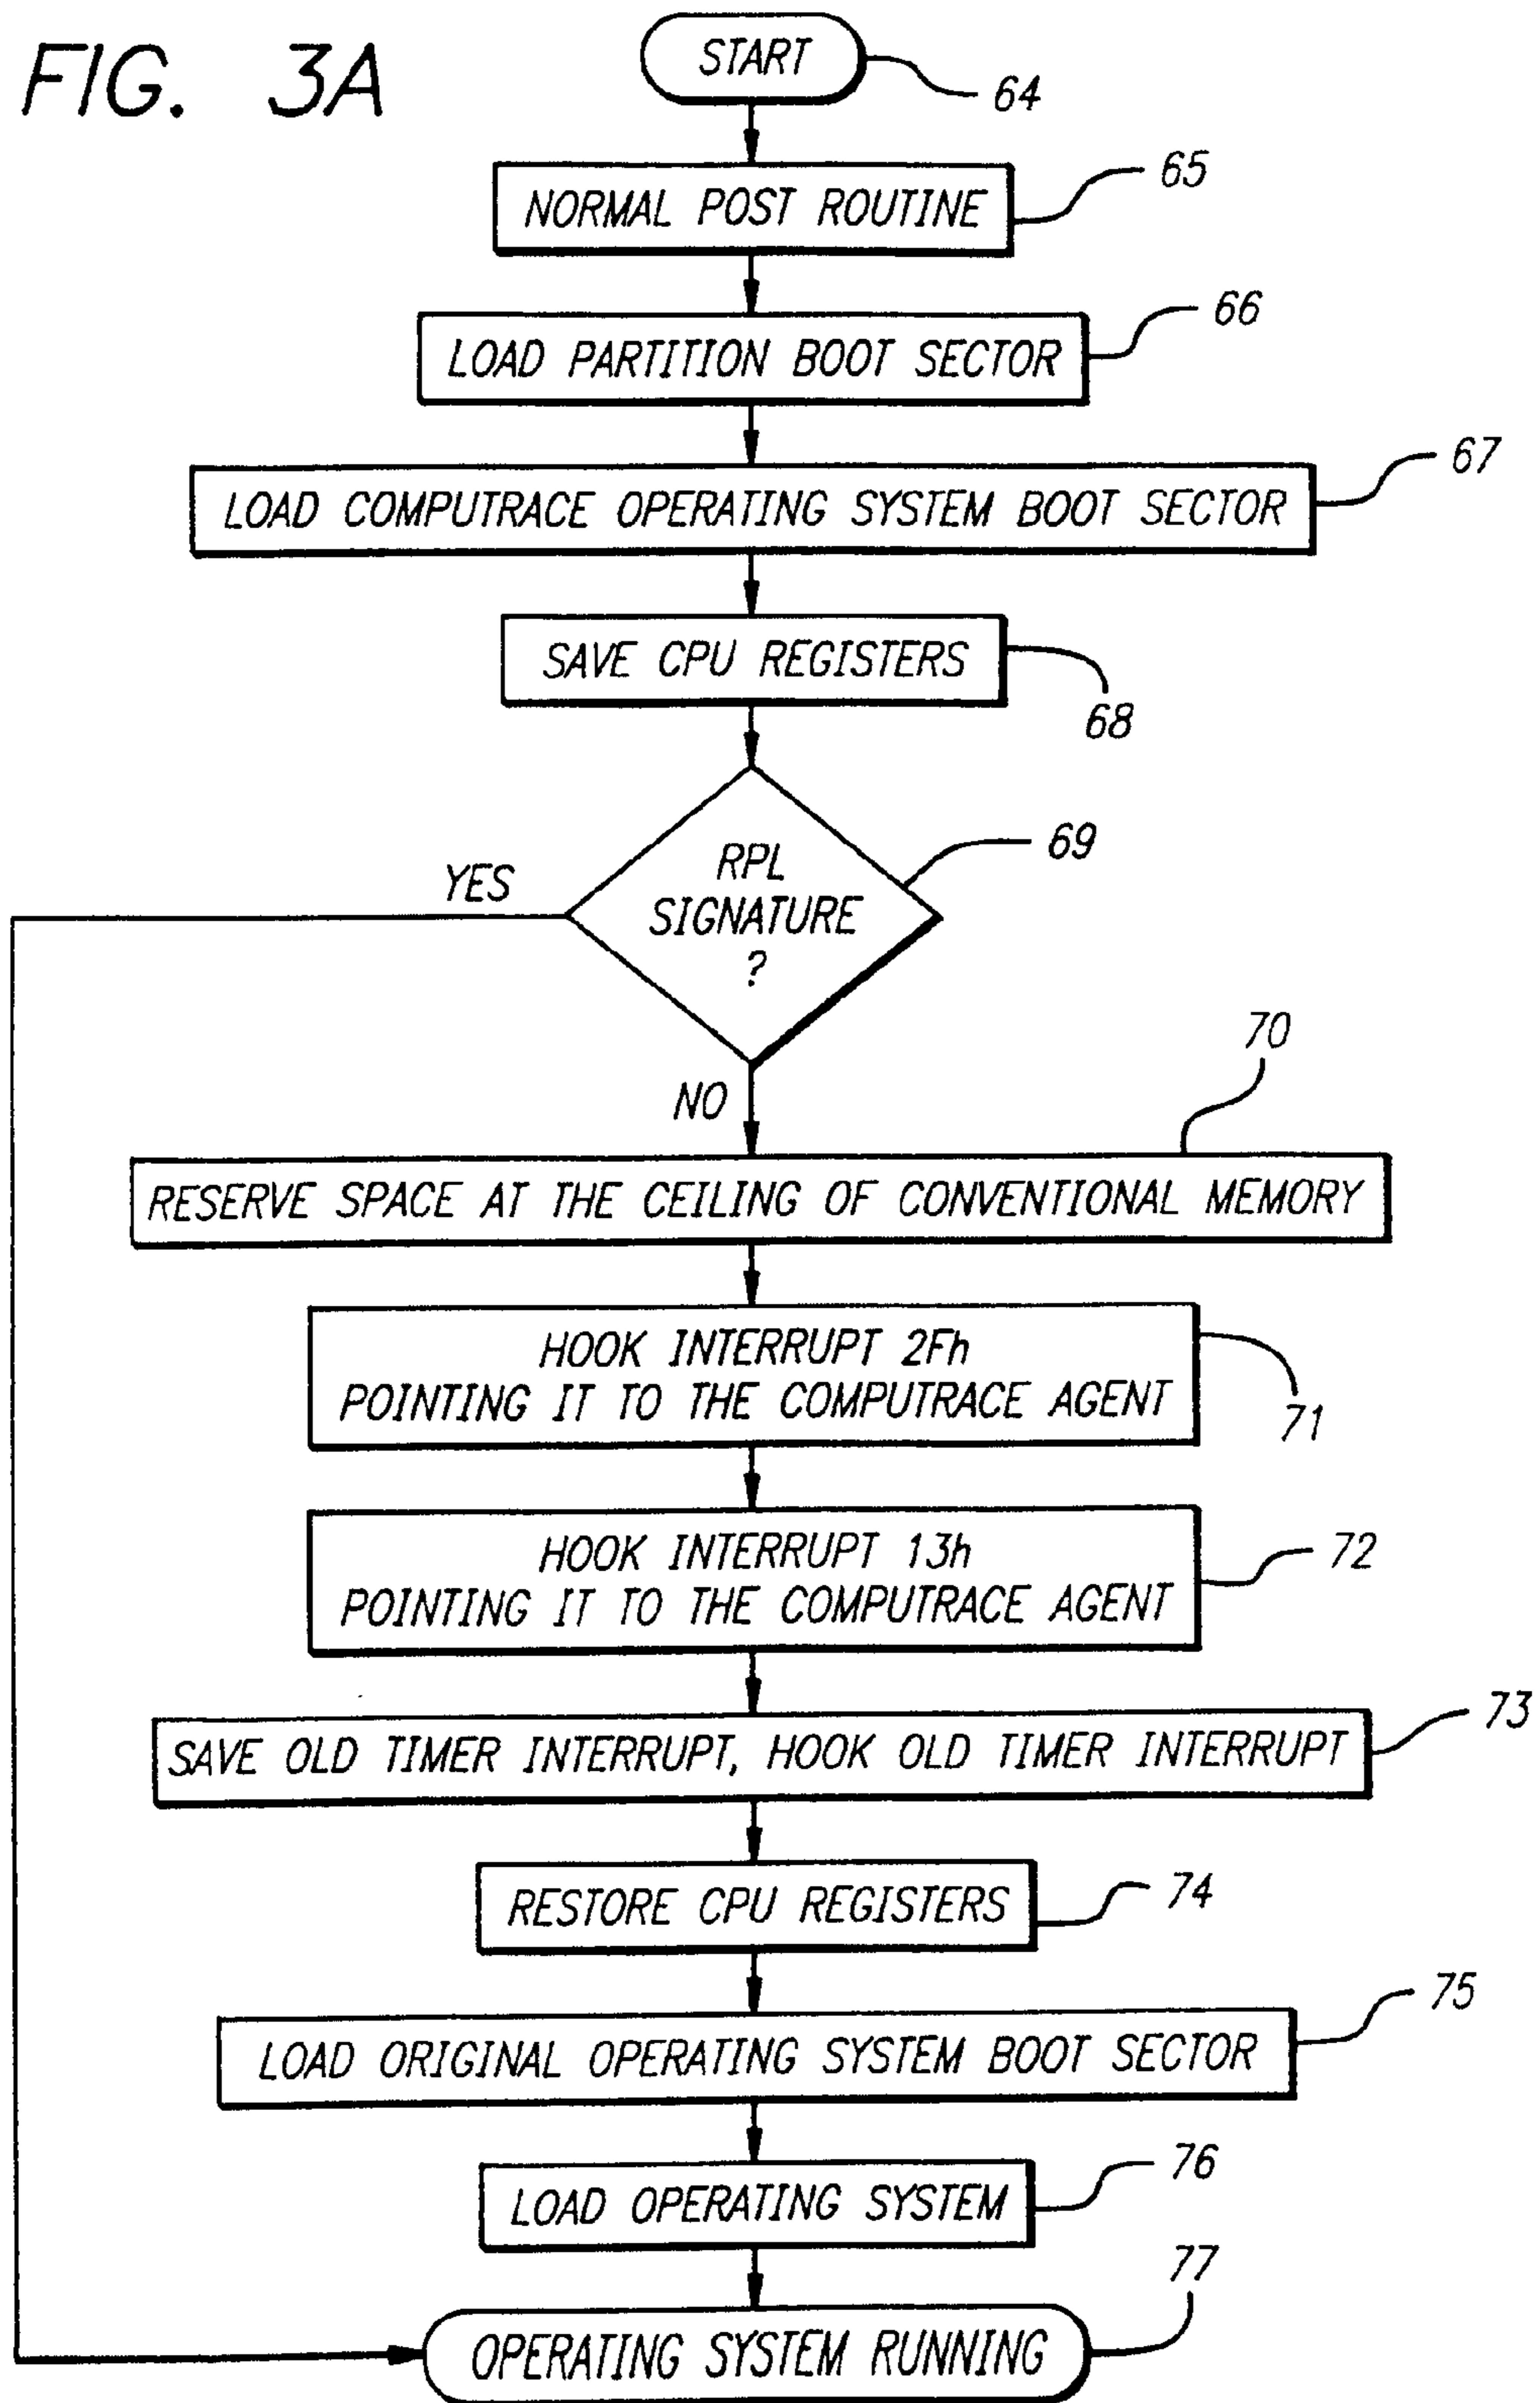 FIG. 3A
START
64
NORMAL POST ROUTINE
65
LOAD PARTITION BOOT SECTOR
66
LOAD COMPUTRACE OPERATING SYSTEM BOOT SECTOR
67
SAVE CPU REGISTERS
68
RPL
SIGNATURE
?
69
YES
NO
70
RESERVE SPACE AT THE CEILING OF CONVENTIONAL MEMORY
HOOK INTERRUPT 2Fh
POINTING IT TO THE COMPUTRACE AGENT
71
HOOK INTERRUPT 13h
POINTING IT TO THE COMPUTRACE AGENT
72
SAVE OLD TIMER INTERRUPT, HOOK OLD TIMER INTERRUPT
73
RESTORE CPU REGISTERS
74
LOAD ORIGINAL OPERATING SYSTEM BOOT SECTOR
75
LOAD OPERATING SYSTEM
76
OPERATING SYSTEM RUNNING
77